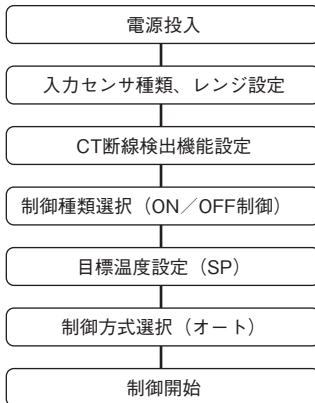 電源投入
入力センサ種類、レンジ設定
CT断線検出機能設定
制御種類選択（ON／OFF制御）
目標温度設定（SP）
制御方式選択（オート）
制御開始